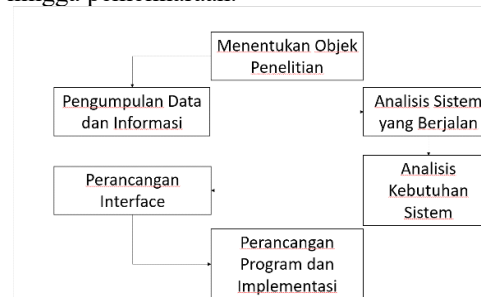 hingga pemeliharaan.
Menentukan Objek
Penelitian
Pengumpulan Data
dan Informasi
Analisis Sistem
yang Berjalan
Analisis
Kebutuhan
Sistem
Perancangan
Interface
Perancangan
Program dan
Implementasi